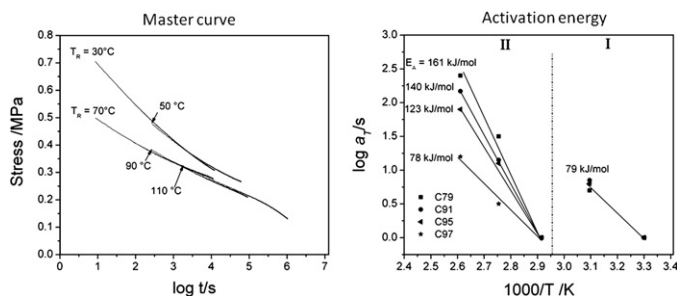 Master curve
0.8
0.7
0.6
0.5
0.4
0.3
0.2
0.1
0.0
Stress /MPa
T_R = 30°C
50 °C
T_R = 70°C
90 °C
110 °C
0 1 2 3 4 5 6 7
log t/s
Activation energy
II I
3.0
2.5
2.0
1.5
1.0
0.5
0.0
log a_T/s
E_A = 161 kJ/mol
140 kJ/mol
123 kJ/mol
78 kJ/mol
79 kJ/mol
C79
C91
C95
C97
2.4 2.5 2.6 2.7 2.8 2.9 3.0 3.1 3.2 3.3 3.4
1000/T /K